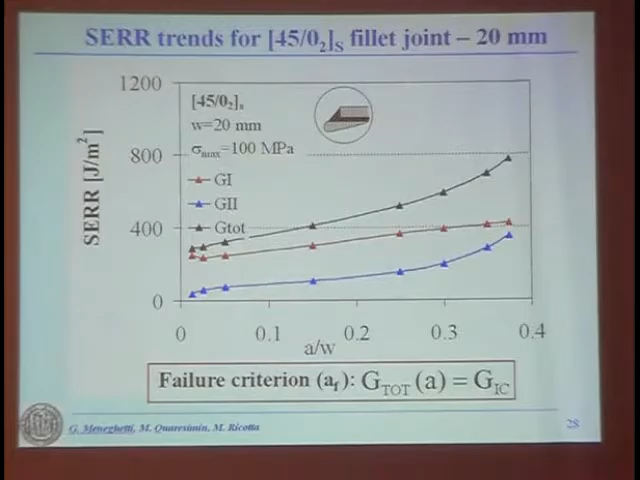 SERR trends for [45/0₂]S fillet joint – 20 mm
1200
800
400
0
SERR [J/m²]
[45/0₂]s
w=20 mm
σmax=100 MPa
GI
GII
Gtot
0 0.1 0.2 0.3 0.4
a/w
Failure criterion (af): GTOT (a) = GIC
G. Meneghetti, M. Quaresimin, M. Ricotta
28